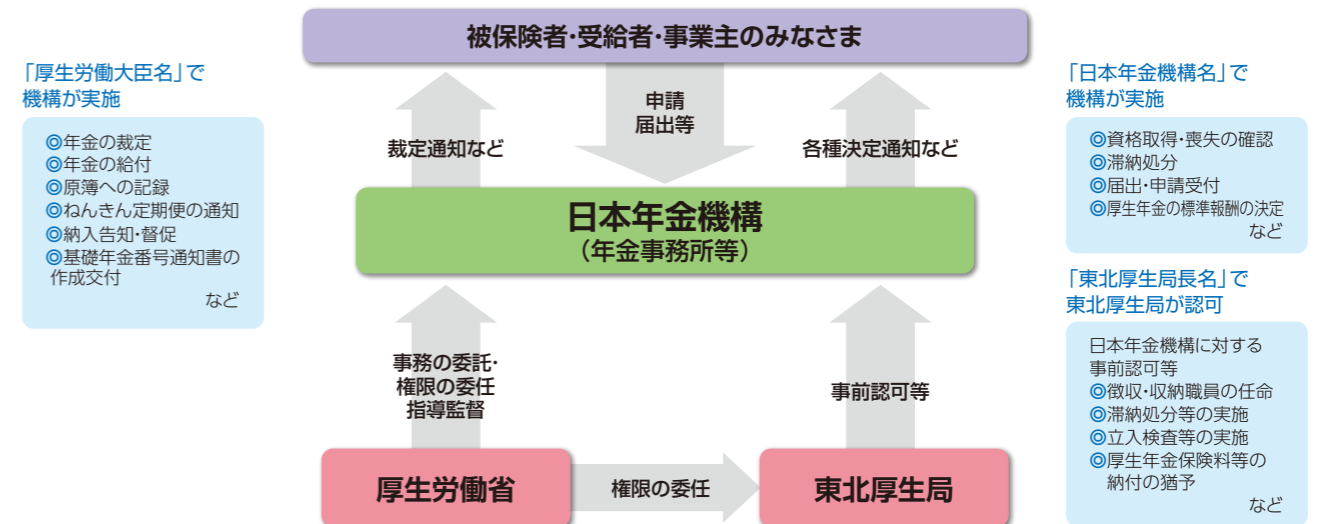 被保険者・受給者・事業主のみなさま
「厚生労働大臣名」で
機構が実施
◎年金の裁定
◎年金の給付
◎原簿への記録
◎ねんきん定期便の通知
◎納入告知・督促
◎基礎年金番号通知書の
作成交付
など
裁定通知など
申請
届出等
各種決定通知など
日本年金機構
（年金事務所等）
事務の委託・
権限の委任
指導監督
事前認可等
厚生労働省
権限の委任
東北厚生局
「日本年金機構名」で
機構が実施
◎資格取得・喪失の確認
◎滞納処分
◎届出・申請受付
◎厚生年金の標準報酬の決定
など
「東北厚生局長名」で
東北厚生局が認可
日本年金機構に対する
事前認可等
◎徴収・収納職員の任命
◎滞納処分等の実施
◎立入検査等の実施
◎厚生年金保険料等の
納付の猶予
など